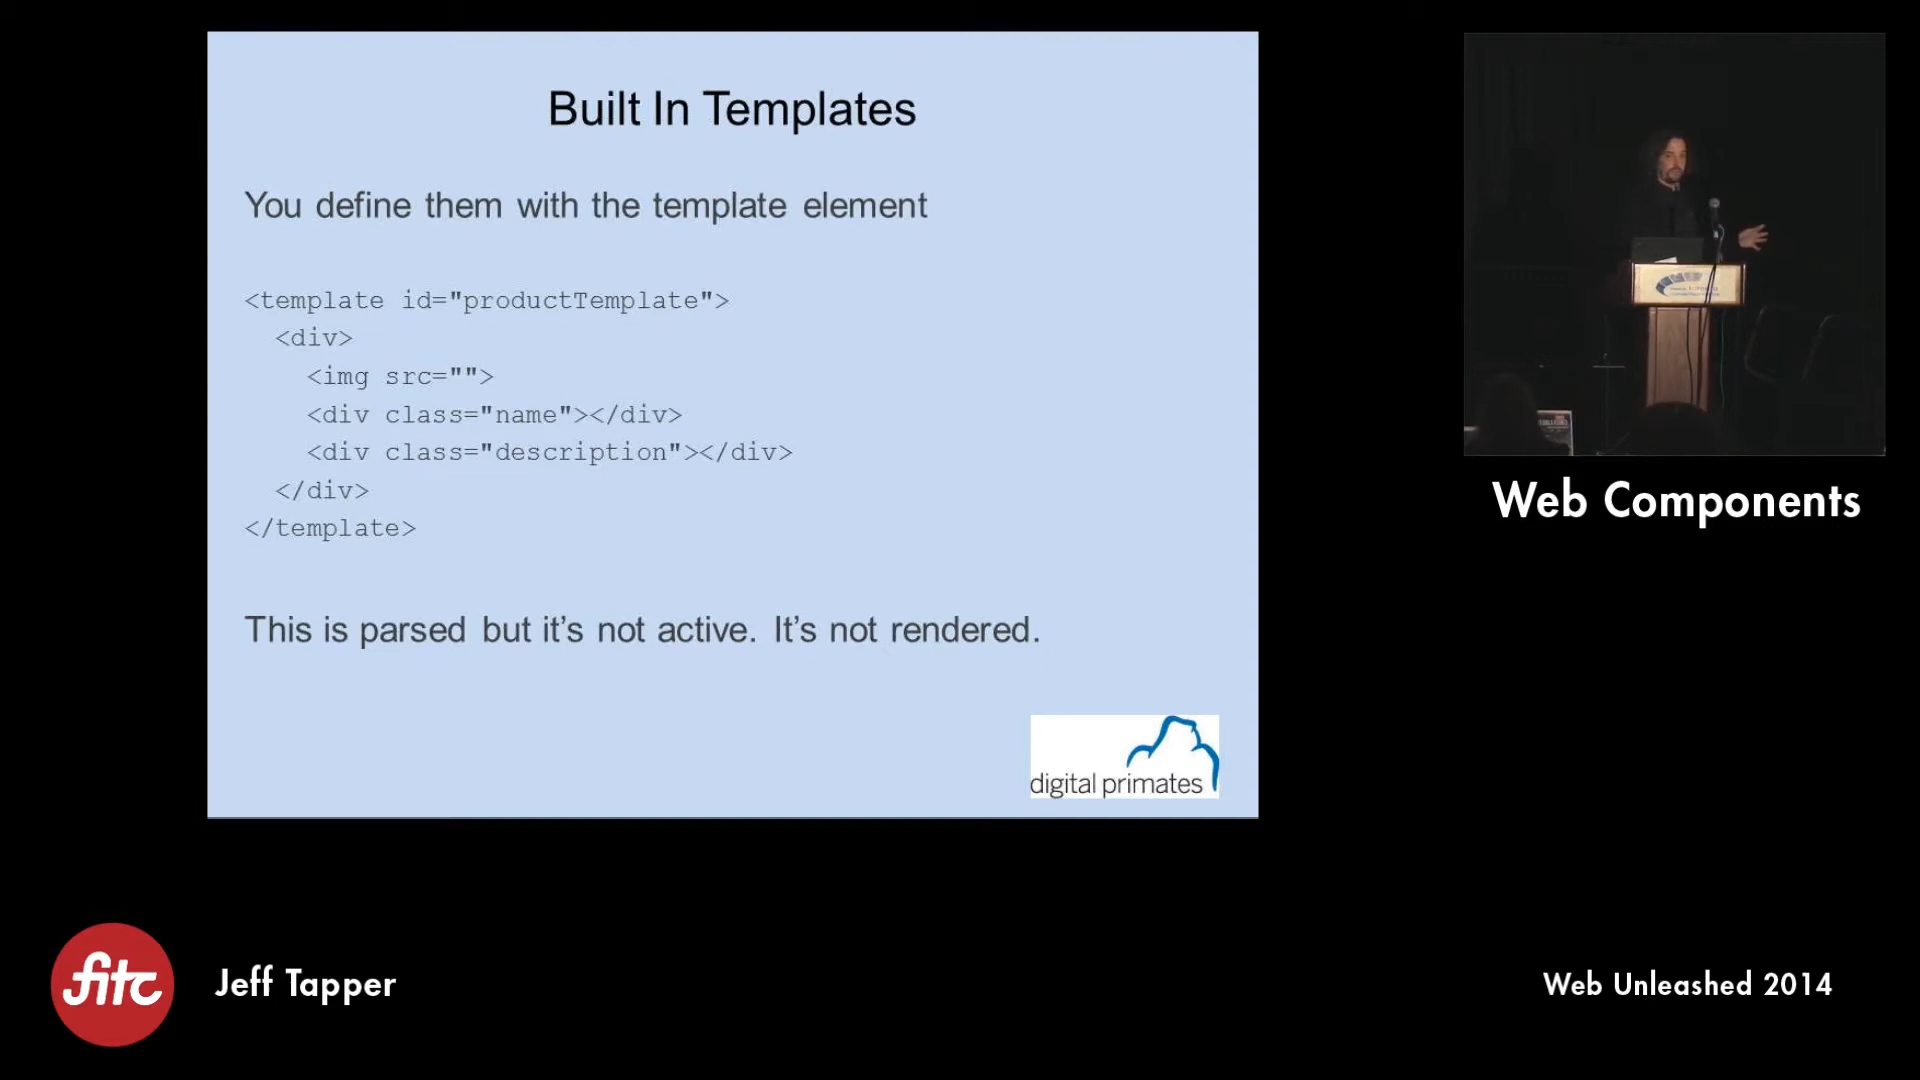 Built In Templates
You define them with the template element
<template id="productTemplate">
<div>
<img src="">
<div class="name"></div>
<div class="description"></div>
</div>
</template>
This is parsed but it’s not active. It’s not rendered.
digital primates
Web Components
fitc
Jeff Tapper
Web Unleashed 2014